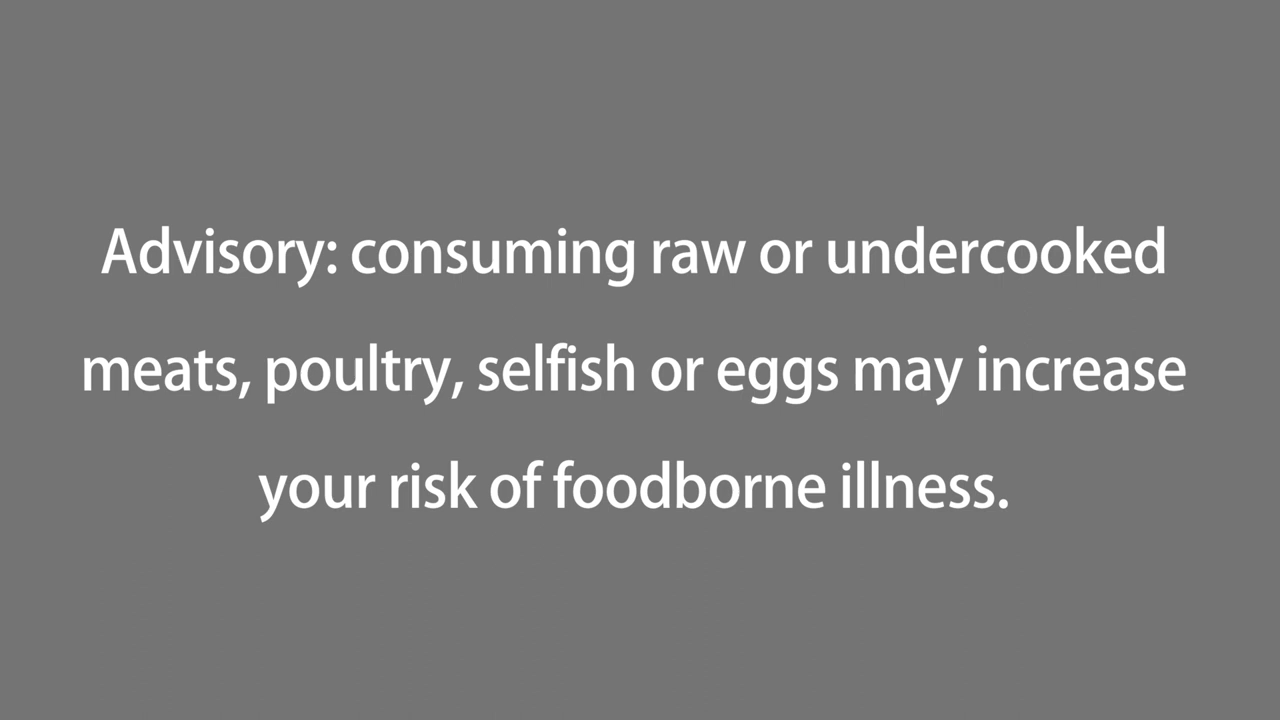 Advisory: consuming raw or undercooked
meats, poultry, selfish or eggs may increase
your risk of foodborne illness.